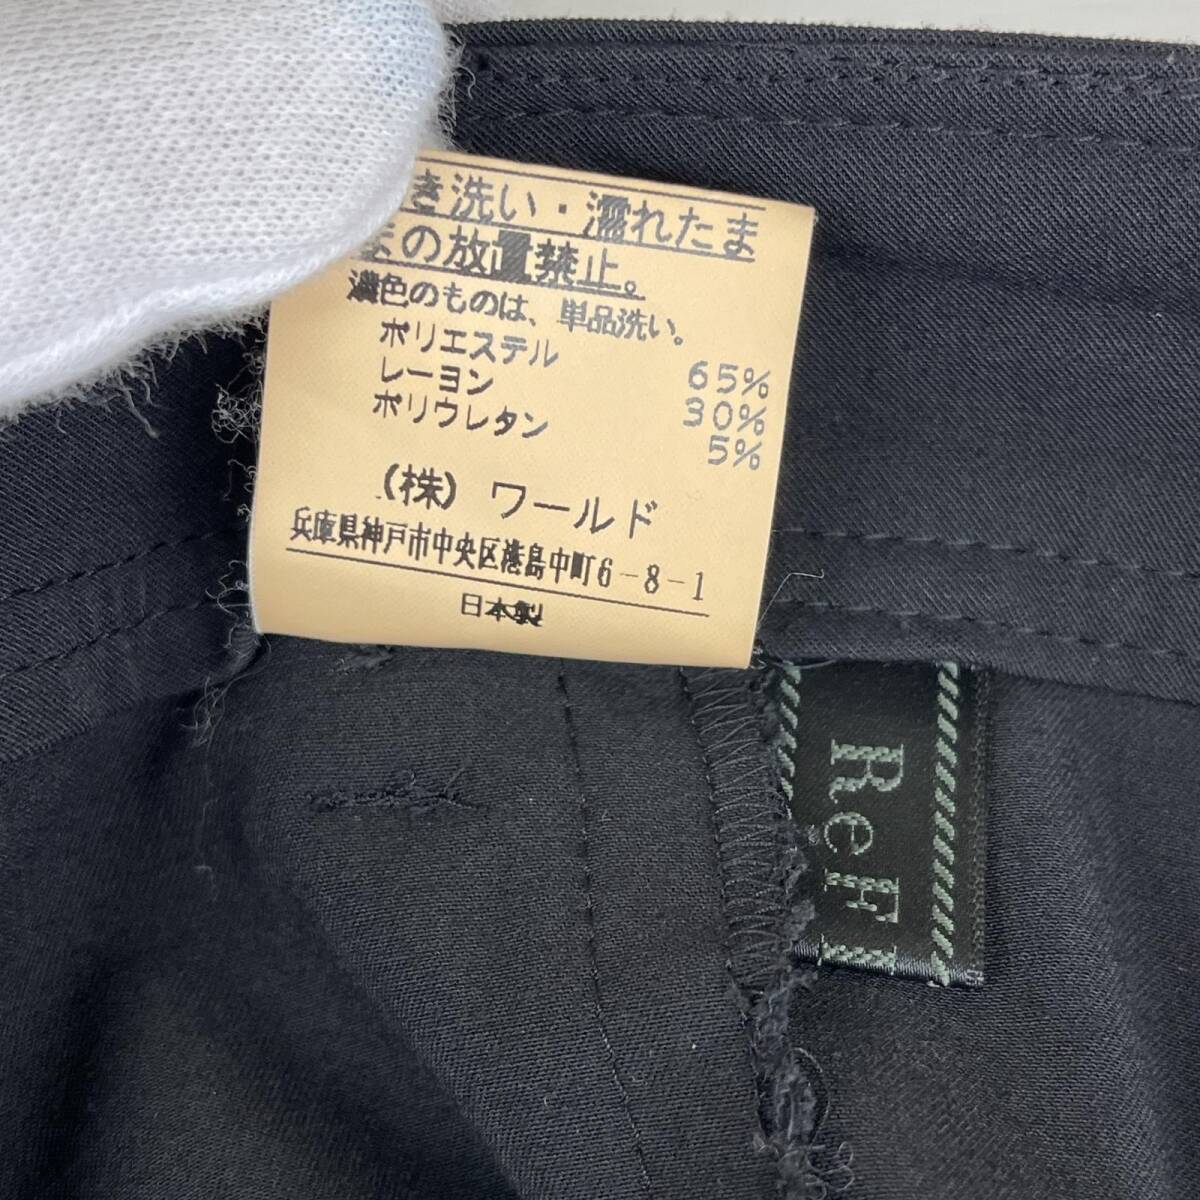 き洗い・濡れたま
まの放置禁止。
濃色のものは、単品洗い。
ポリエステル 65%
レーヨン 30%
ポリウレタン 5%
(株) ワールド
兵庫県神戸市中央区港島中町6-8-1
日本製
ReF